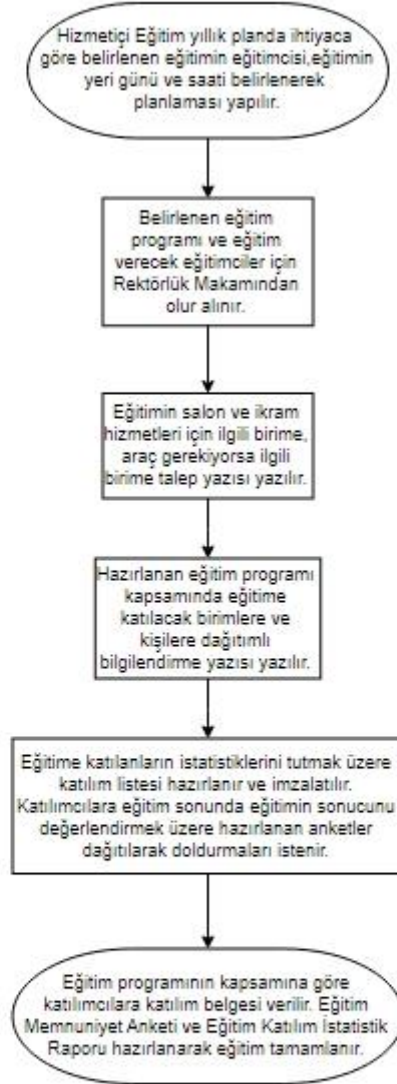 Hizmetiçi Eğitim yıllık planda ihtiyaca
göre belirlenen eğitimin eğitimcisi,eğitimin
yeri günü ve saati belirlenerek
planlaması yapılır.
Belirlenen eğitim
programı ve eğitim
verecek eğitimciler için
Rektörlük Makamından
olur alınır.
Eğitimin salon ve ikram
hizmetleri için ilgili birime,
araç gerekiyorsa ilgili
birime talep yazısı yazılır.
Hazırlanan eğitim programı
kapsamında eğitime
katılacak birimlere ve
kişilere dağıtımlı
bilgilendirme yazısı yazılır.
Eğitime katılanların istatistiklerini tutmak üzere
katılım listesi hazırlanır ve imzalatılır.
Katılımcılara eğitim sonunda eğitimin sonucunu
değerlendirmek üzere hazırlanan anketler
dağıtılarak doldurmaları istenir.
Eğitim programının kapsamına göre
katılımcılara katılım belgesi verilir. Eğitim
Memnuniyet Anketi ve Eğitim Katılım İstatistik
Raporu hazırlanarak eğitim tamamlanır.